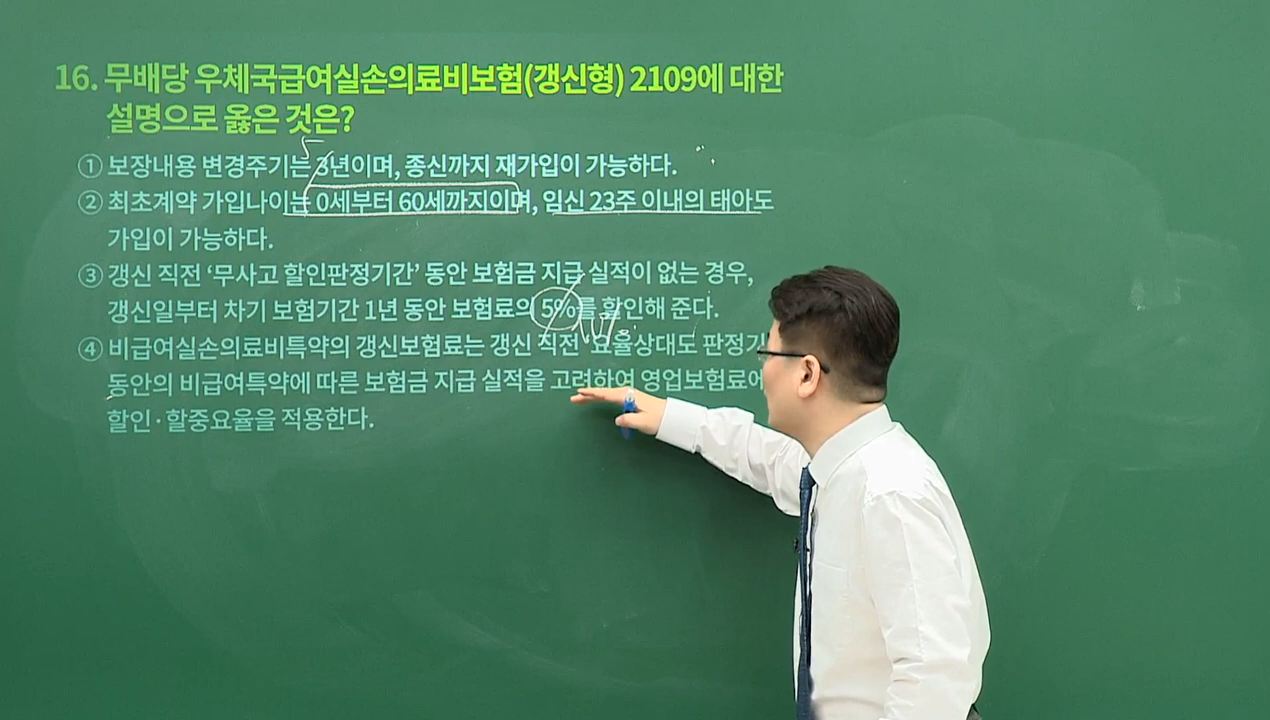 16. 무배당 우체국급여실손의료비보험(갱신형) 2109에 대한
설명으로 옳은 것은?
5
① 보장내용 변경주기는 3년이며, 종신까지 재가입이 가능하다.
② 최초계약 가입나이는 0세부터 60세까지이며, 임신 23주 이내의 태아도
가입이 가능하다.
③ 갱신 직전 ‘무사고 할인판정기간’ 동안 보험금 지급 실적이 없는 경우,
갱신일부터 차기 보험기간 1년 동안 보험료의 5%를 할인해 준다.
10%
④ 비급여실손의료비특약의 갱신보험료는 갱신 직전 ‘요율상대도 판정기
동안의 비급여특약에 따른 보험금 지급 실적을 고려하여 영업보험료에
할인·할중요율을 적용한다.